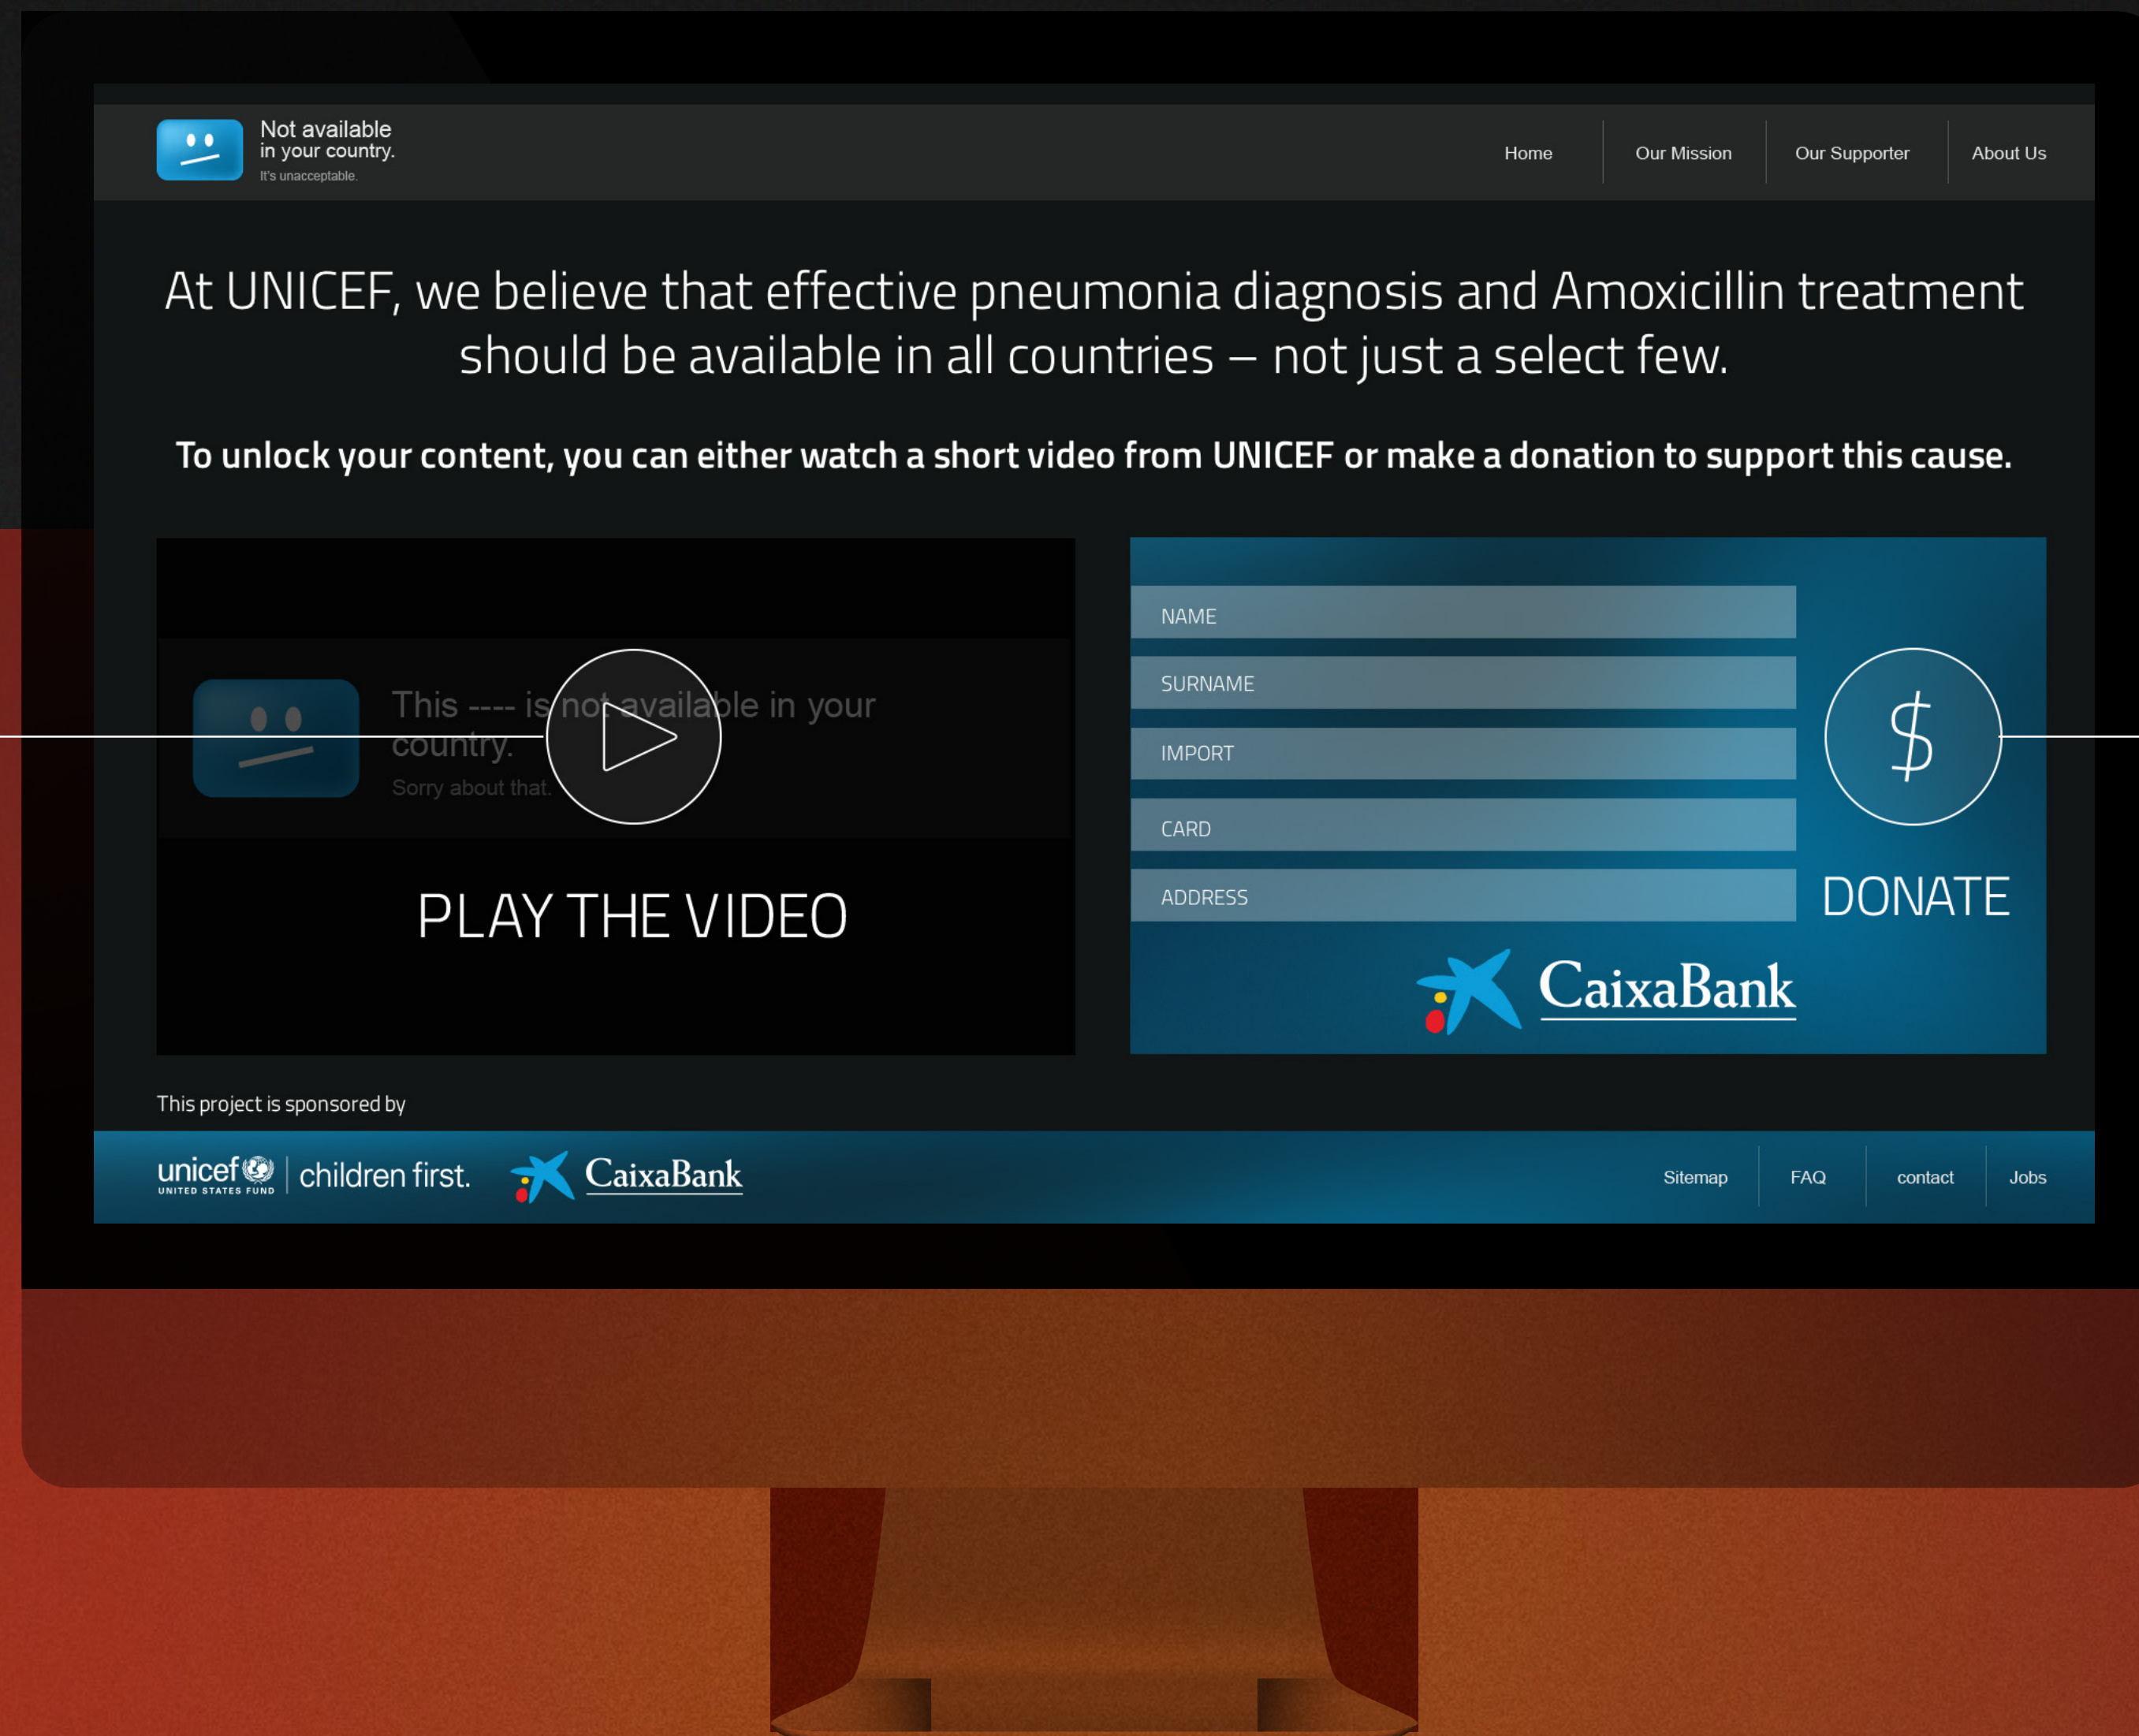 Not available
in your country.
It's unacceptable.
Home
Our Mission
Our Supporter
About Us
At UNICEF, we believe that effective pneumonia diagnosis and Amoxicillin treatment
should be available in all countries – not just a select few.
To unlock your content, you can either watch a short video from UNICEF or make a donation to support this cause.
This ---- is not available in your
country.
Sorry about that.
PLAY THE VIDEO
NAME
SURNAME
IMPORT
CARD
ADDRESS
$
DONATE
CaixaBank
This project is sponsored by
unicef
UNITED STATES FUND
children first.
CaixaBank
Sitemap
FAQ
contact
Jobs